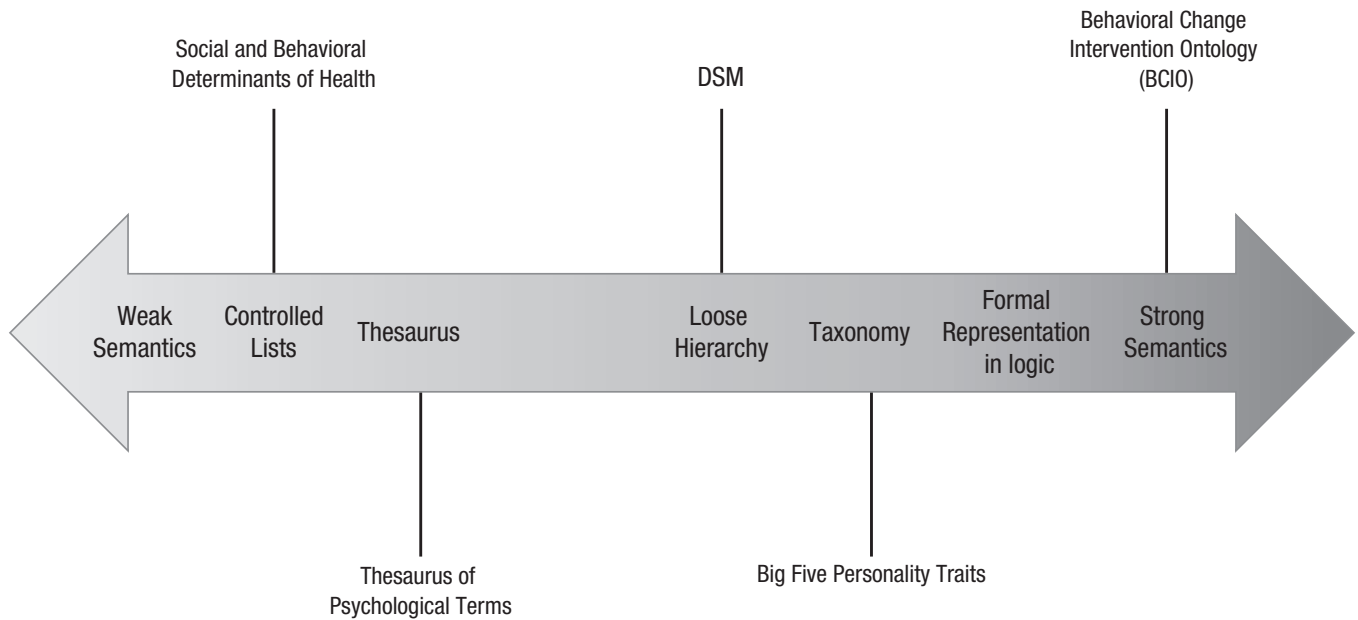 Social and Behavioral
Determinants of Health
DSM
Behavioral Change
Intervention Ontology
(BCIO)
Weak
Semantics
Controlled
Lists
Thesaurus
Loose
Hierarchy
Taxonomy
Formal
Representation
in logic
Strong
Semantics
Thesaurus of
Psychological Terms
Big Five Personality Traits